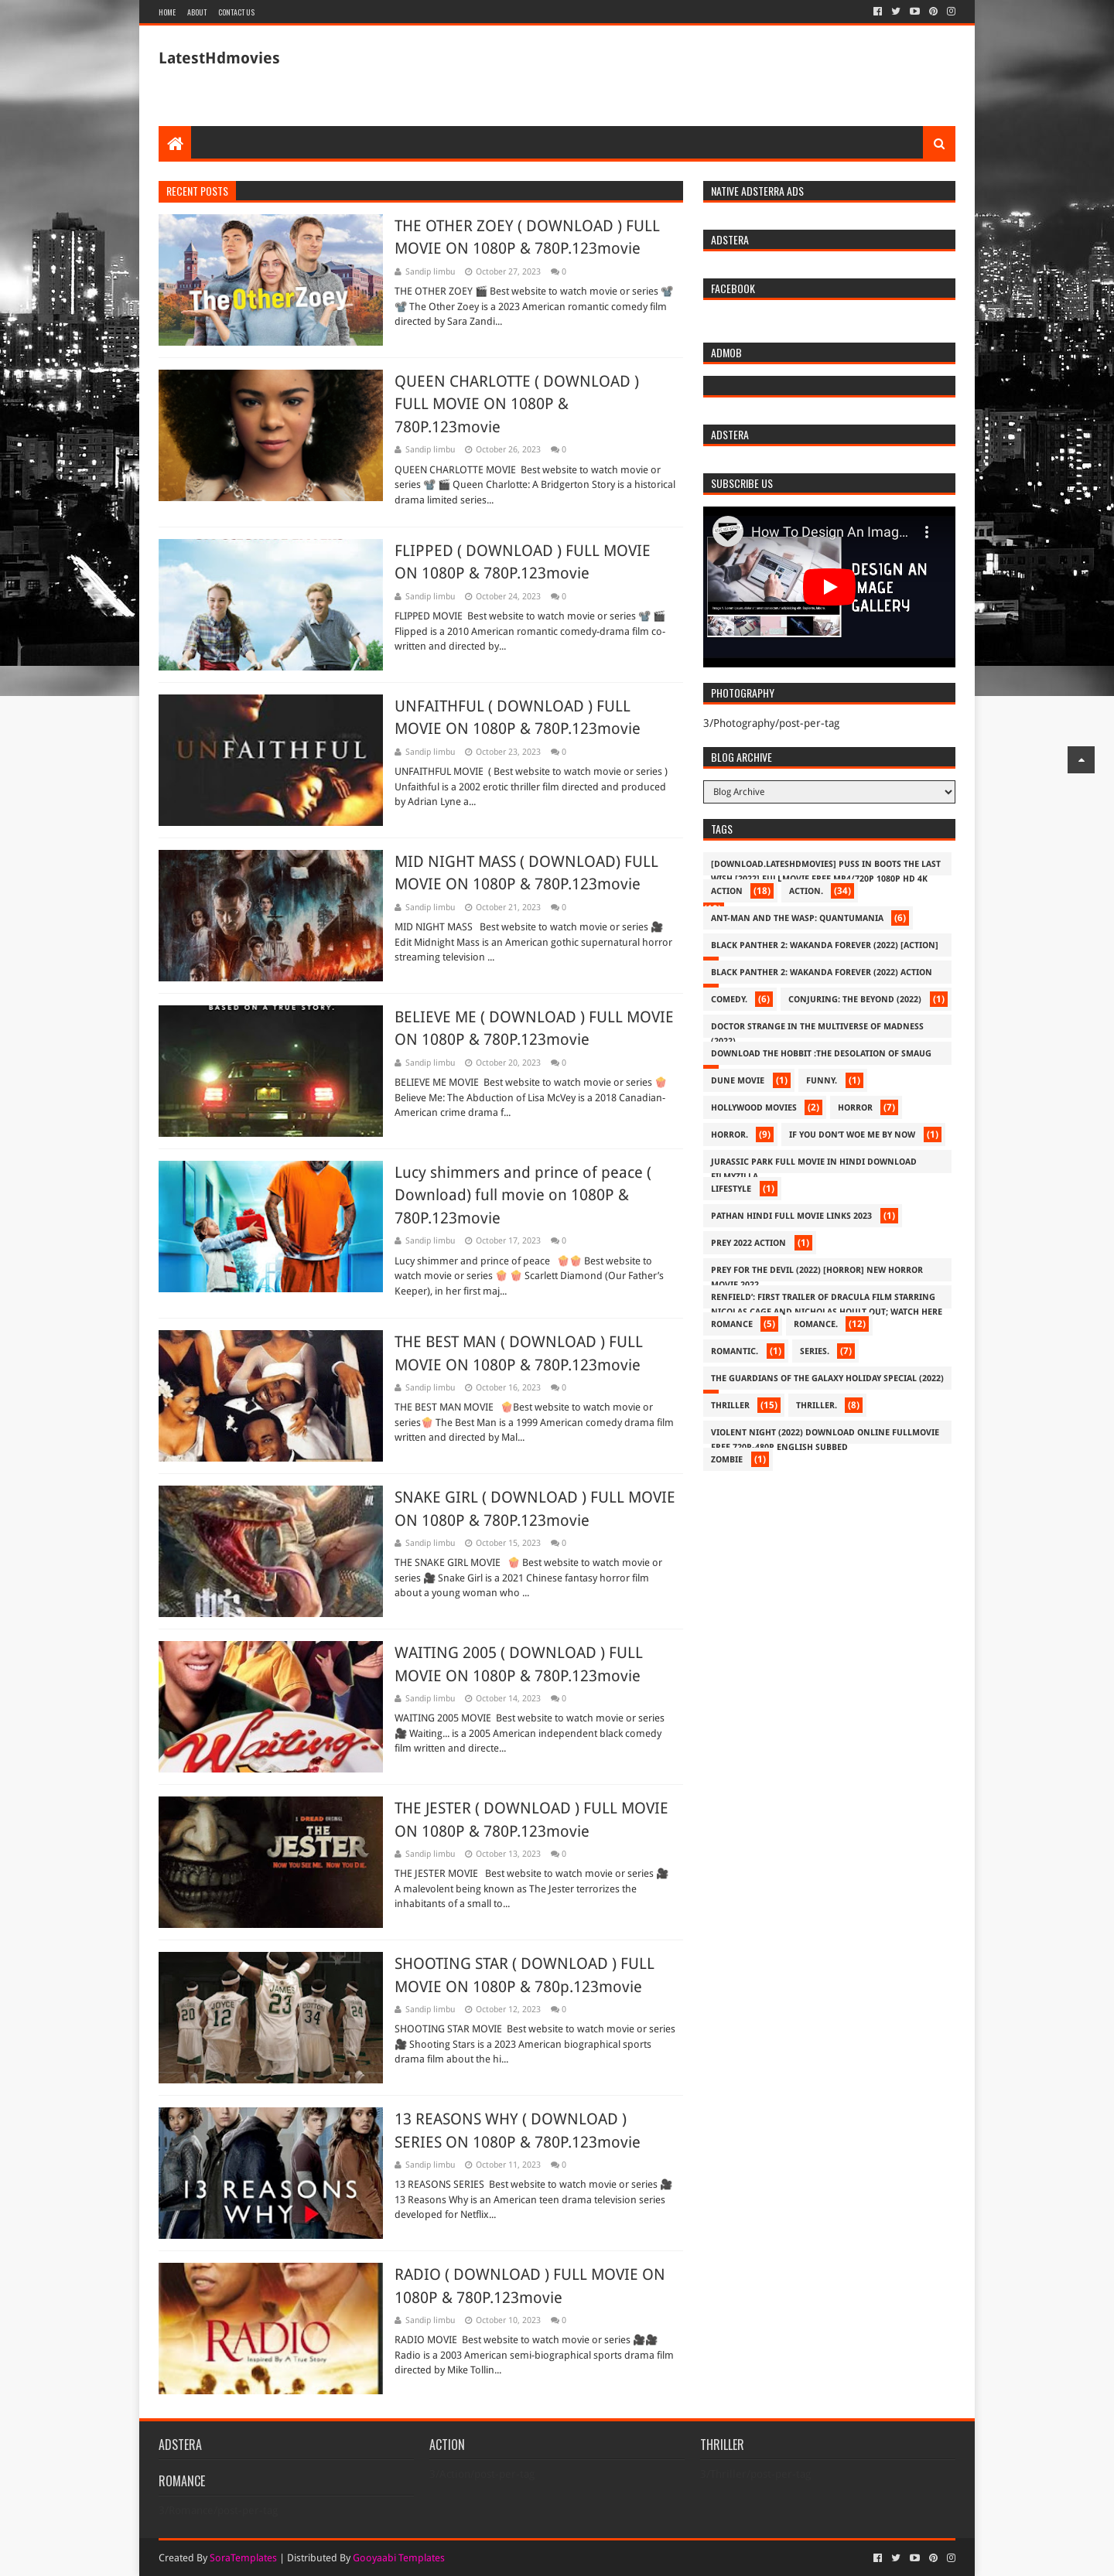 HOME ABOUT CONTACT US
LatestHdmovies
RECENT POSTS
THE OTHER ZOEY ( DOWNLOAD ) FULL
MOVIE ON 1080P & 780P.123movie
Sandip limbu October 27, 2023 0
THE OTHER ZOEY 🎬 Best website to watch movie or series 📽️
📽️ The Other Zoey is a 2023 American romantic comedy film
directed by Sara Zandi...
The Other Zoey
QUEEN CHARLOTTE ( DOWNLOAD )
FULL MOVIE ON 1080P &
780P.123movie
Sandip limbu October 26, 2023 0
QUEEN CHARLOTTE MOVIE Best website to watch movie or
series 📽️ 🎬 Queen Charlotte: A Bridgerton Story is a historical
drama limited series...
FLIPPED ( DOWNLOAD ) FULL MOVIE
ON 1080P & 780P.123movie
Sandip limbu October 24, 2023 0
FLIPPED MOVIE Best website to watch movie or series 📽️ 🎬
Flipped is a 2010 American romantic comedy-drama film co-
written and directed by...
UNFAITHFUL ( DOWNLOAD ) FULL
MOVIE ON 1080P & 780P.123movie
Sandip limbu October 23, 2023 0
UNFAITHFUL MOVIE ( Best website to watch movie or series )
Unfaithful is a 2002 erotic thriller film directed and produced
by Adrian Lyne a...
UNFAITHFUL
MID NIGHT MASS ( DOWNLOAD) FULL
MOVIE ON 1080P & 780P.123movie
Sandip limbu October 21, 2023 0
MID NIGHT MASS Best website to watch movie or series 🎥
Edit Midnight Mass is an American gothic supernatural horror
streaming television ...
BASED ON A TRUE STORY.
BELIEVE ME ( DOWNLOAD ) FULL MOVIE
ON 1080P & 780P.123movie
Sandip limbu October 20, 2023 0
BELIEVE ME MOVIE Best website to watch movie or series 🍿
Believe Me: The Abduction of Lisa McVey is a 2018 Canadian-
American crime drama f...
Lucy shimmers and prince of peace (
Download) full movie on 1080P &
780P.123movie
Sandip limbu October 17, 2023 0
Lucy shimmer and prince of peace 🍿🍿 Best website to
watch movie or series 🍿 🍿 Scarlett Diamond (Our Father's
Keeper), in her first maj...
THE BEST MAN ( DOWNLOAD ) FULL
MOVIE ON 1080P & 780P.123movie
Sandip limbu October 16, 2023 0
THE BEST MAN MOVIE 🍿Best website to watch movie or
series🍿 The Best Man is a 1999 American comedy drama film
written and directed by Mal...
SNAKE GIRL ( DOWNLOAD ) FULL MOVIE
ON 1080P & 780P.123movie
Sandip limbu October 15, 2023 0
THE SNAKE GIRL MOVIE 🍿 Best website to watch movie or
series 🎥 Snake Girl is a 2021 Chinese fantasy horror film
about a young woman who ...
WAITING 2005 ( DOWNLOAD ) FULL
MOVIE ON 1080P & 780P.123movie
Sandip limbu October 14, 2023 0
WAITING 2005 MOVIE Best website to watch movie or series
🎥 Waiting... is a 2005 American independent black comedy
film written and directe...
Waiting...
THE JESTER ( DOWNLOAD ) FULL MOVIE
ON 1080P & 780P.123movie
Sandip limbu October 13, 2023 0
THE JESTER MOVIE Best website to watch movie or series 🎥
A malevolent being known as The Jester terrorizes the
inhabitants of a small to...
A DREAD ORIGINAL
THE
JESTER
NOW YOU SEE ME. NOW YOU DIE.
SHOOTING STAR ( DOWNLOAD ) FULL
MOVIE ON 1080P & 780p.123movie
Sandip limbu October 12, 2023 0
SHOOTING STAR MOVIE Best website to watch movie or series
🎥 Shooting Stars is a 2023 American biographical sports
drama film about the hi...
20 JOYCE 12 JAMES 23 COTTON 34 24
13 REASONS WHY ( DOWNLOAD )
SERIES ON 1080P & 780P.123movie
Sandip limbu October 11, 2023 0
13 REASONS SERIES Best website to watch movie or series 🎥
13 Reasons Why is an American teen drama television series
developed for Netflix...
13 REASONS
WHY
RADIO ( DOWNLOAD ) FULL MOVIE ON
1080P & 780P.123movie
Sandip limbu October 10, 2023 0
RADIO MOVIE Best website to watch movie or series 🎥🎥
Radio is a 2003 American semi-biographical sports drama film
directed by Mike Tollin...
RADIO
Inspired By A True Story
NATIVE ADSTERRA ADS
ADSTERA
FACEBOOK
ADMOB
ADSTERA
SUBSCRIBE US
How To Design An Imag...
DESIGN AN
IMAGE
GALLERY
PHOTOGRAPHY
3/Photography/post-per-tag
BLOG ARCHIVE
Blog Archive
TAGS
[DOWNLOAD.LATESHDMOVIES] PUSS IN BOOTS THE LAST
WISH [2022] FULLMOVIE FREE MP4/720P 1080P HD 4K
ACTION (18) ACTION. (34)
ANT-MAN AND THE WASP: QUANTUMANIA (6)
BLACK PANTHER 2: WAKANDA FOREVER (2022) [ACTION]
BLACK PANTHER 2: WAKANDA FOREVER (2022) ACTION
COMEDY. (6) CONJURING: THE BEYOND (2022) (1)
DOCTOR STRANGE IN THE MULTIVERSE OF MADNESS
(2022)
DOWNLOAD THE HOBBIT :THE DESOLATION OF SMAUG
DUNE MOVIE (1) FUNNY. (1)
HOLLYWOOD MOVIES (2) HORROR (7)
HORROR. (9) IF YOU DON'T WOE ME BY NOW (1)
JURASSIC PARK FULL MOVIE IN HINDI DOWNLOAD
FILMYZILLA
LIFESTYLE (1)
PATHAN HINDI FULL MOVIE LINKS 2023 (1)
PREY 2022 ACTION (1)
PREY FOR THE DEVIL (2022) [HORROR] NEW HORROR
MOVIE 2022
RENFIELD': FIRST TRAILER OF DRACULA FILM STARRING
NICOLAS CAGE AND NICHOLAS HOULT OUT; WATCH HERE
ROMANCE (5) ROMANCE. (12)
ROMANTIC. (1) SERIES. (7)
THE GUARDIANS OF THE GALAXY HOLIDAY SPECIAL (2022)
THRILLER (15) THRILLER. (8)
VIOLENT NIGHT (2022) DOWNLOAD ONLINE FULLMOVIE
FREE 720P-480P ENGLISH SUBBED
ZOMBIE (1)
ADSTERA
ROMANCE
ACTION
THRILLER
Created By SoraTemplates | Distributed By Gooyaabi Templates